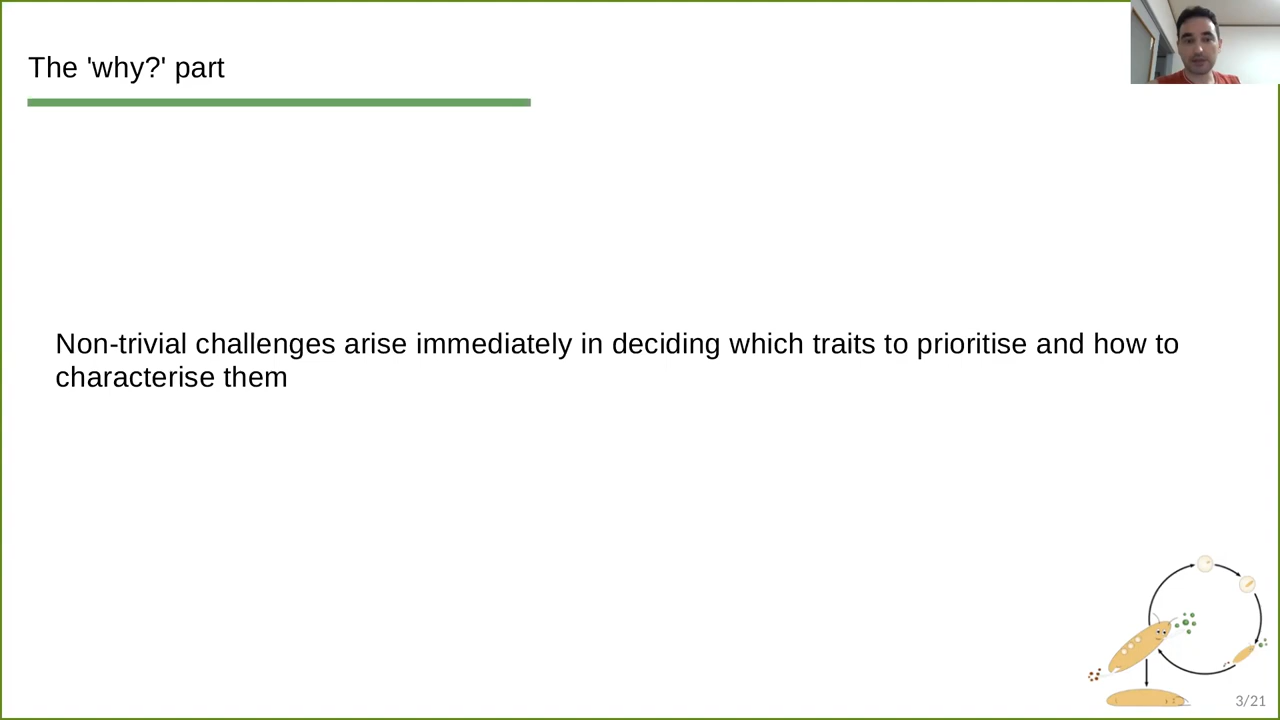 The 'why?' part
Non-trivial challenges arise immediately in deciding which traits to prioritise and how to
characterise them
3/21